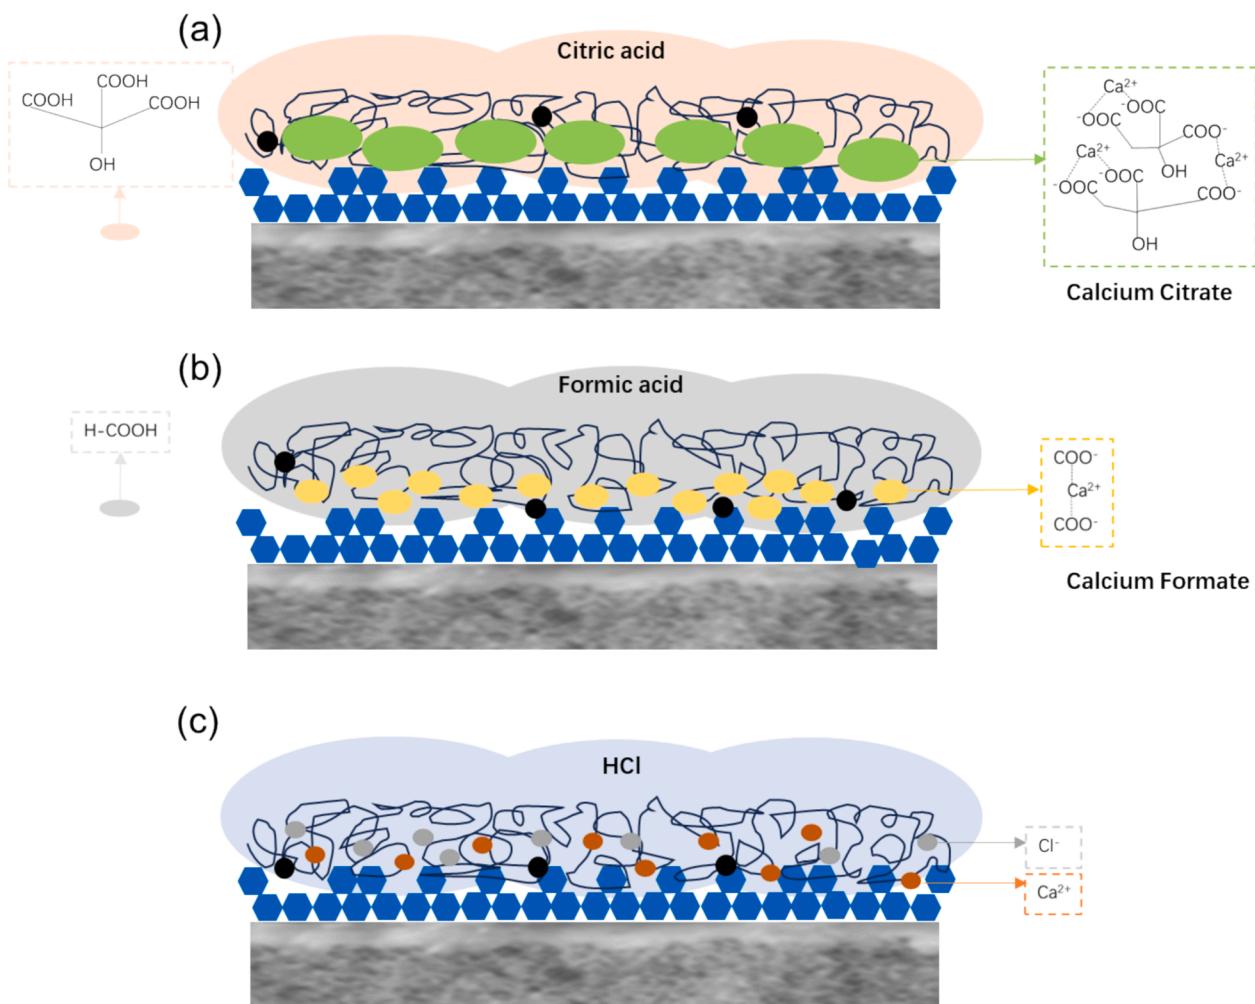 (a)
Citric acid
COOH
COOH
COOH
OH
Ca²⁺
⁻OOC
⁻OOC
COO⁻
Ca²⁺
Ca²⁺
OH
⁻OOC
⁻OOC
COO⁻
OH
Calcium Citrate
(b)
Formic acid
H-COOH
COO⁻
Ca²⁺
COO⁻
Calcium Formate
(c)
HCl
Cl⁻
Ca²⁺